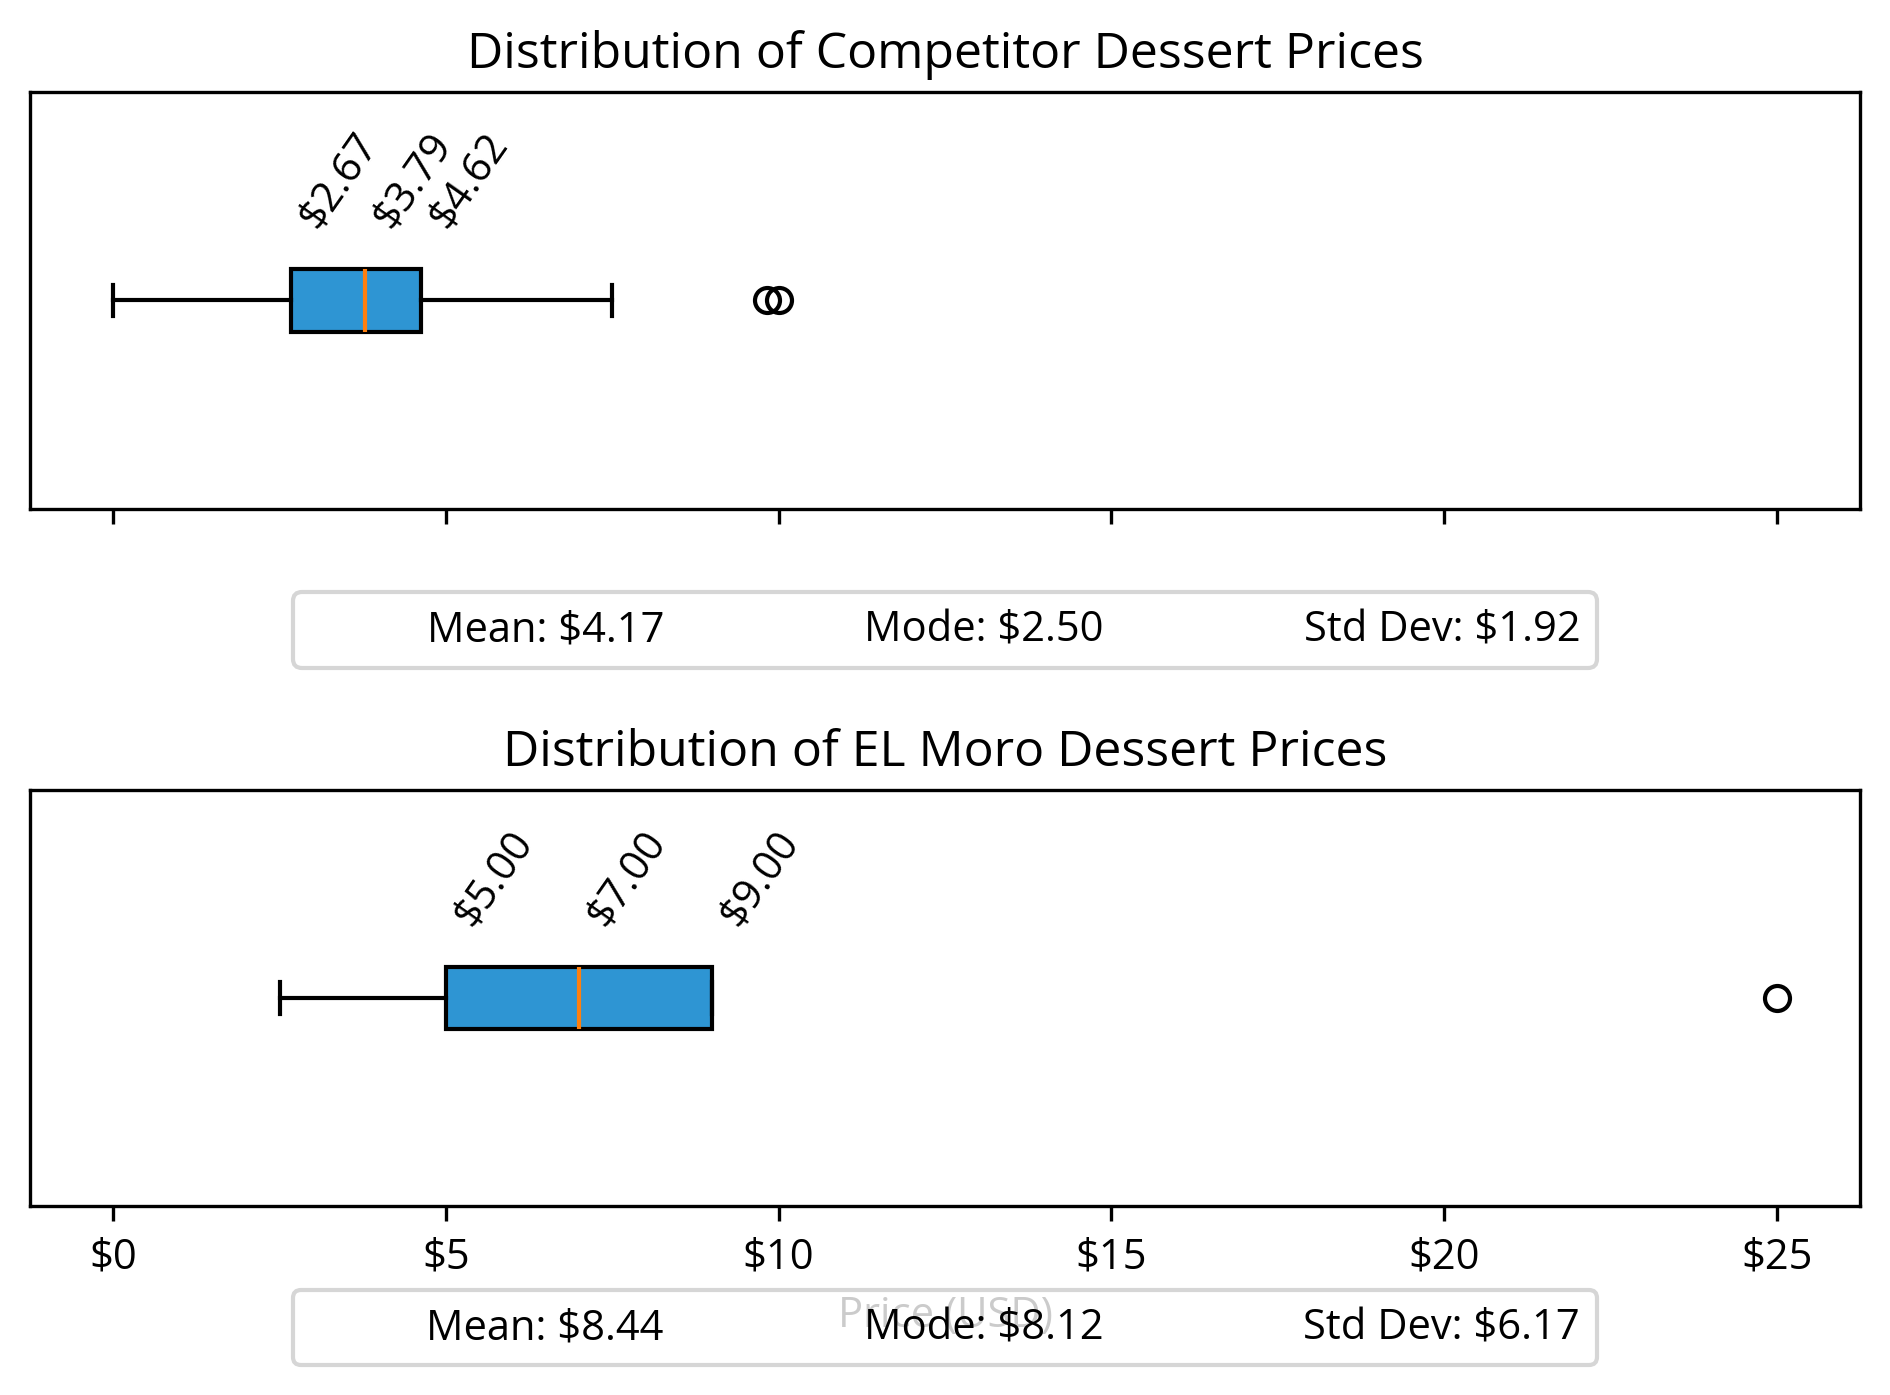 Distribution of Competitor Dessert Prices
$2.67 $3.79 $4.62
Mean: $4.17 Mode: $2.50 Std Dev: $1.92
Distribution of EL Moro Dessert Prices
$5.00 $7.00 $9.00
$0 $5 $10 $15 $20 $25
Price (USD)
Mean: $8.44 Mode: $8.12 Std Dev: $6.17